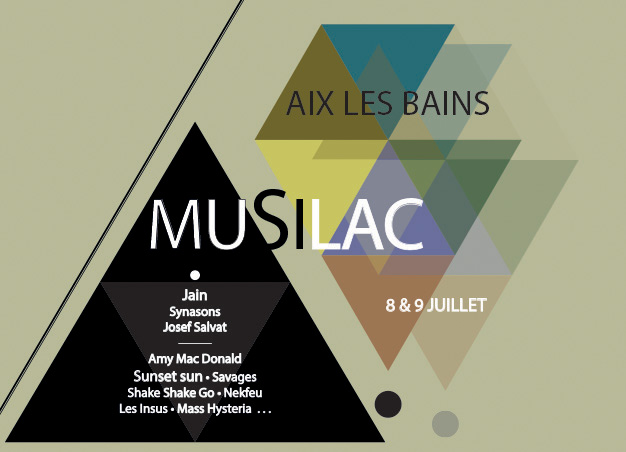 AIX LES BAINS
MUSILAC
Jain
Synasons
Josef Salvat
8 & 9 JUILLET
Amy Mac Donald
Sunset sun • Savages
Shake Shake Go • Nekfeu
Les Insus • Mass Hysteria ...